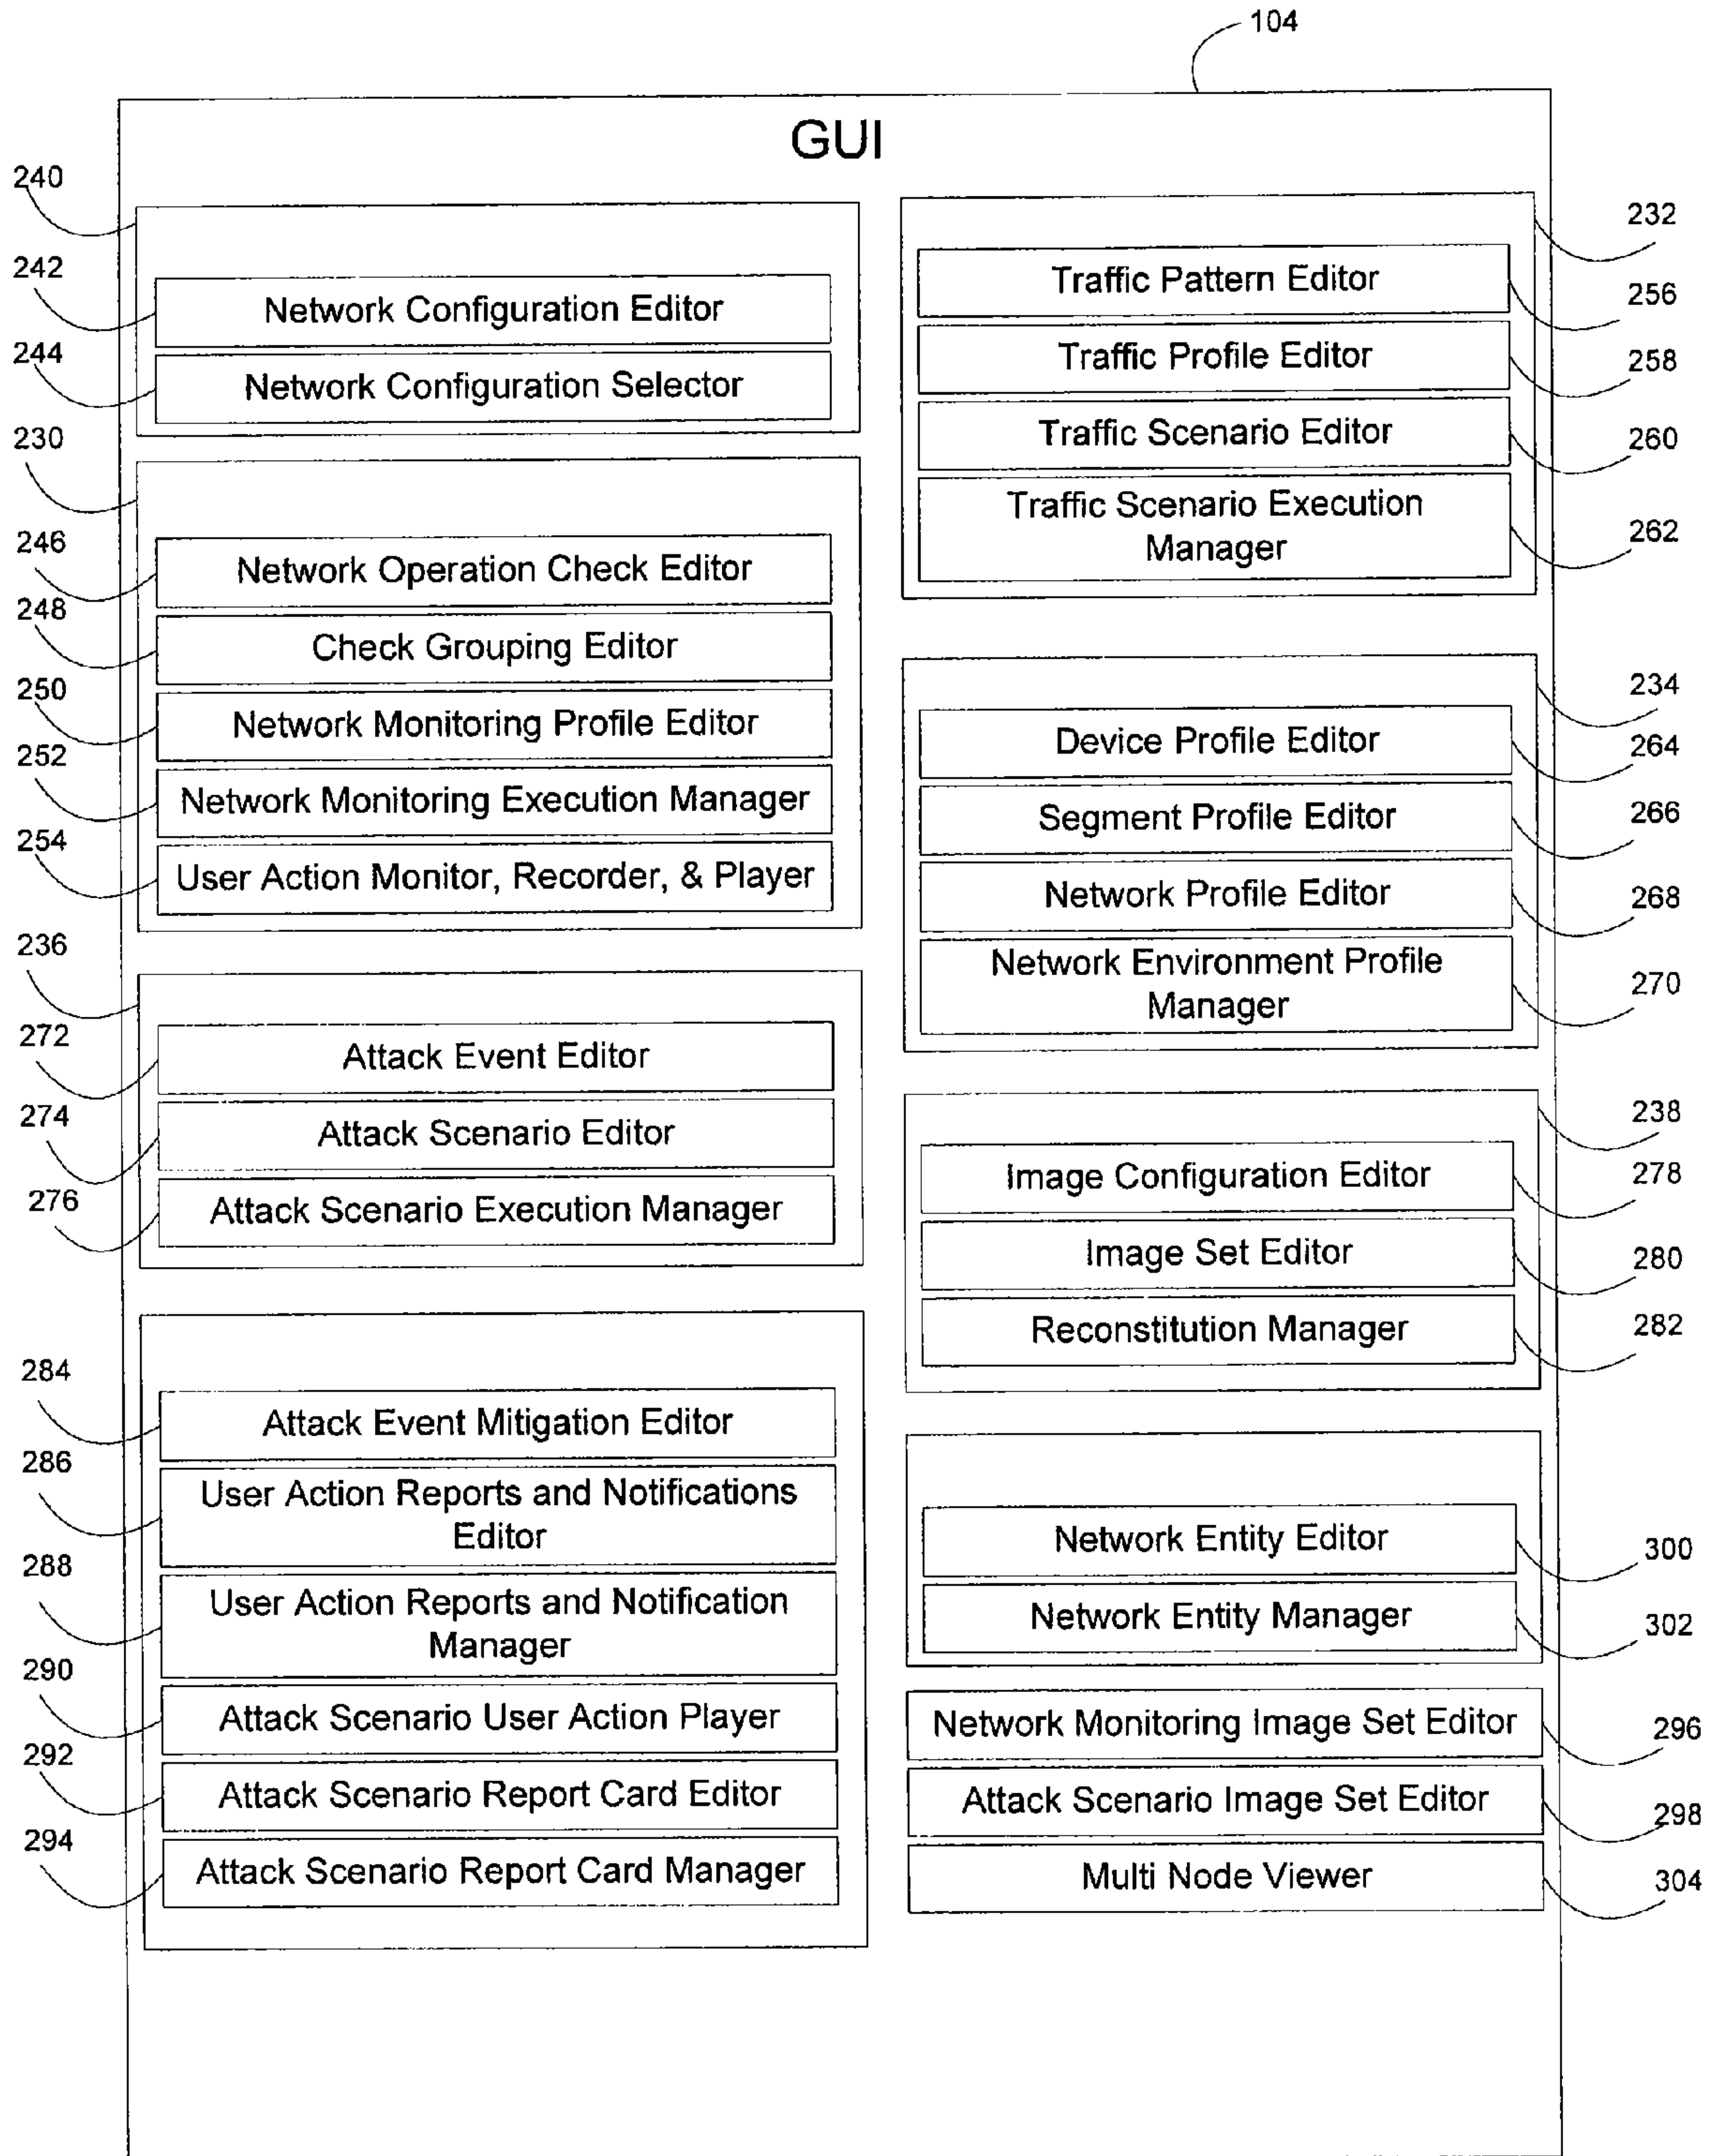 104
GUI
240
242
Network Configuration Editor
244
Network Configuration Selector
230
246
Network Operation Check Editor
248
Check Grouping Editor
250
Network Monitoring Profile Editor
252
Network Monitoring Execution Manager
254
User Action Monitor, Recorder, & Player
236
272
Attack Event Editor
274
Attack Scenario Editor
276
Attack Scenario Execution Manager
284
Attack Event Mitigation Editor
286
User Action Reports and Notifications
Editor
288
User Action Reports and Notification
Manager
290
Attack Scenario User Action Player
292
Attack Scenario Report Card Editor
294
Attack Scenario Report Card Manager
232
Traffic Pattern Editor
256
Traffic Profile Editor
258
Traffic Scenario Editor
260
Traffic Scenario Execution
Manager
262
234
Device Profile Editor
264
Segment Profile Editor
266
Network Profile Editor
268
Network Environment Profile
Manager
270
238
Image Configuration Editor
278
Image Set Editor
280
Reconstitution Manager
282
Network Entity Editor
300
Network Entity Manager
302
Network Monitoring Image Set Editor
296
Attack Scenario Image Set Editor
298
Multi Node Viewer
304